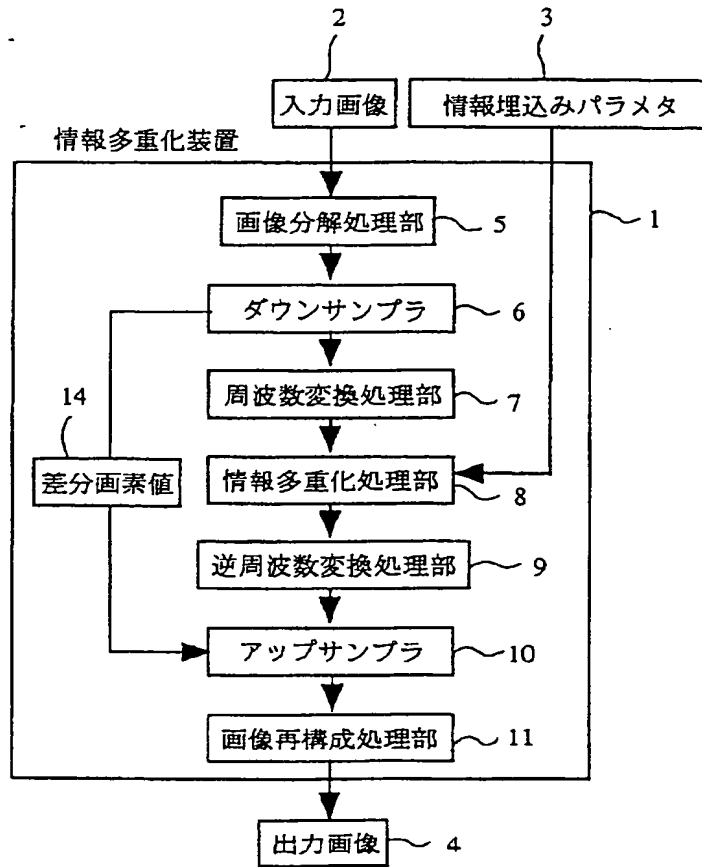 2
3
入力画像
情報埋込みパラメタ
情報多重化装置
画像分解処理部
5
1
ダウンサンプラ
6
周波数変換処理部
7
14
差分画素値
情報多重化処理部
8
逆周波数変換処理部
9
アップサンプラ
10
画像再構成処理部
11
出力画像
4